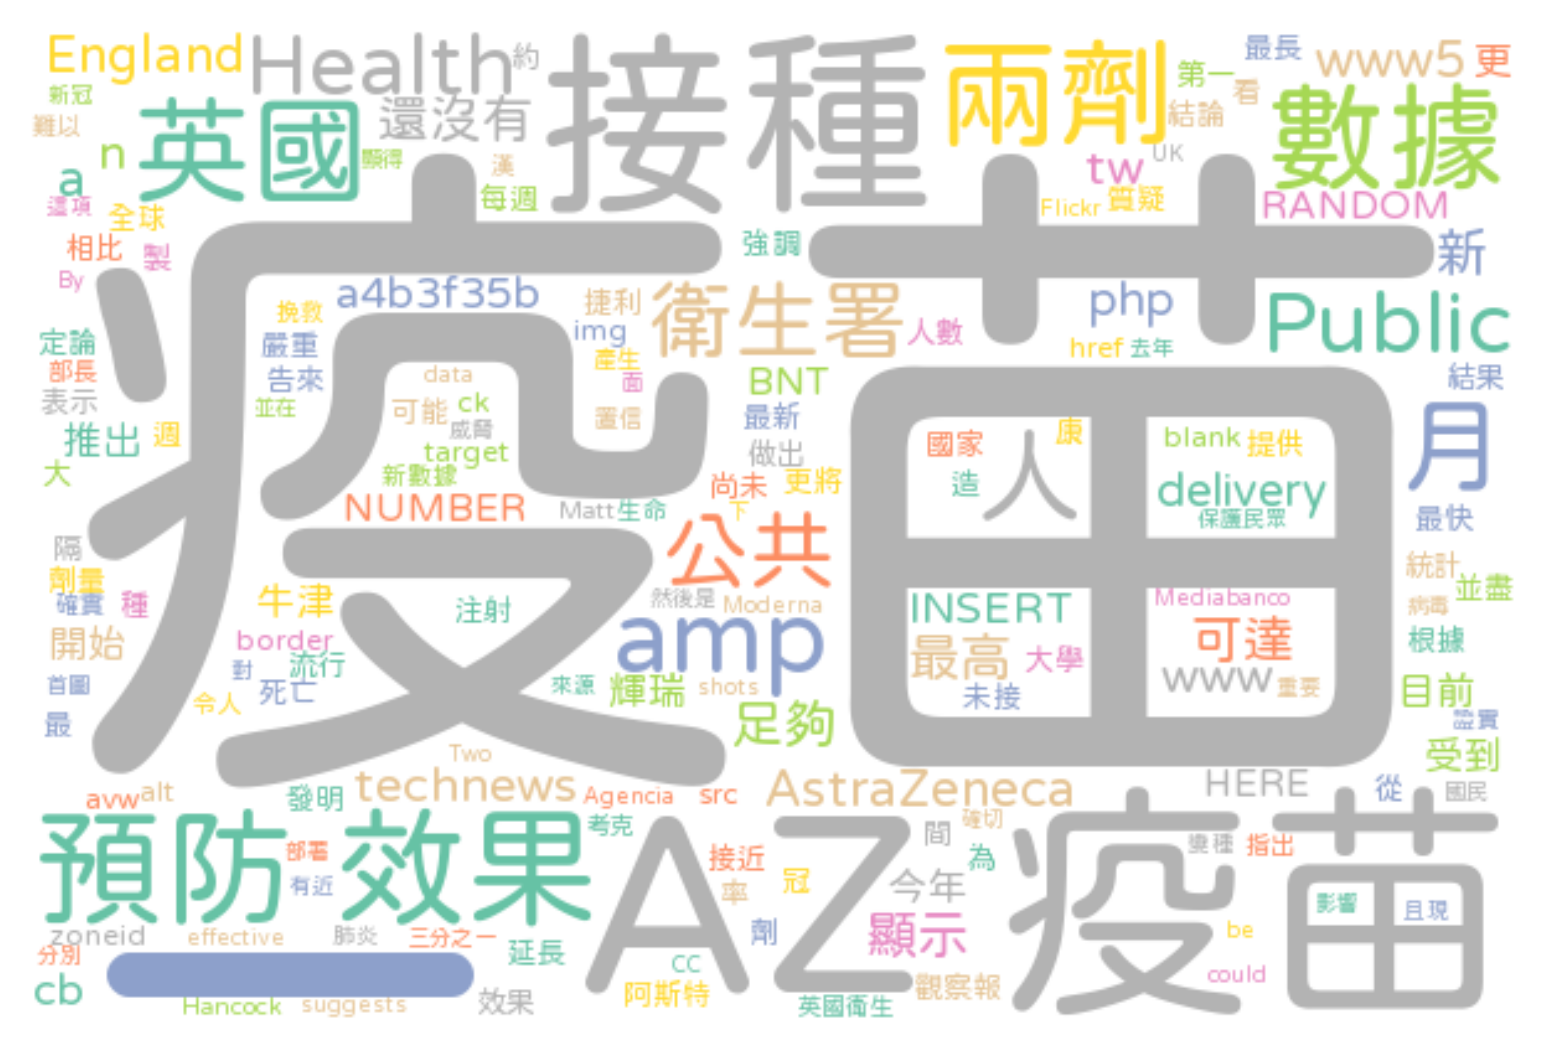 England
Health
約
接種
兩劑
第一
最長
www5
更
新冠
難以
英國
還沒有
看
結論
數據
n
a
顯得
漢
每週
tw
UK
Flickr
質疑
RANDOM
這項
全球
相比
製
By
疫苗
強調
新
挽救
a4b3f35b
捷利
img
衛生署
人數
php
href
去年
Public
定論
部長
表示
嚴重
告來
並在
data
可能
ck
威脅
target
新數據
產生
面
置信
BNT
最新
做出
結果
月
推出
週
大
NUMBER
Matt
生命
尚未
更將
下
國家
人
康
造
blank
提供
delivery
保護民眾
最快
隔
劑量
確實
種
開始
首圖
最
牛津
border
對
流行
死亡
令人
注射
公共
然後是
Moderna
amp
來源
輝瑞
shots
足夠
INSERT
最高
大學
未接
Mediabanco
可達
www
重要
統計
並盡
病毒
根據
目前
證實
受到
Two
technews
Agencia
src
AstraZeneca
HERE
從
國民
avw
alt
發明
預防
效果
部署
有近
考克
AZ疫苗
接近
率
冠
間
確切
為
今年
變種
指出
影響
且現
zoneid
effective
肺炎
三分之一
延長
劑
顯示
be
could
分別
cb
一
Hancock
suggests
效果
CC
阿斯特
觀察報
英國衛生